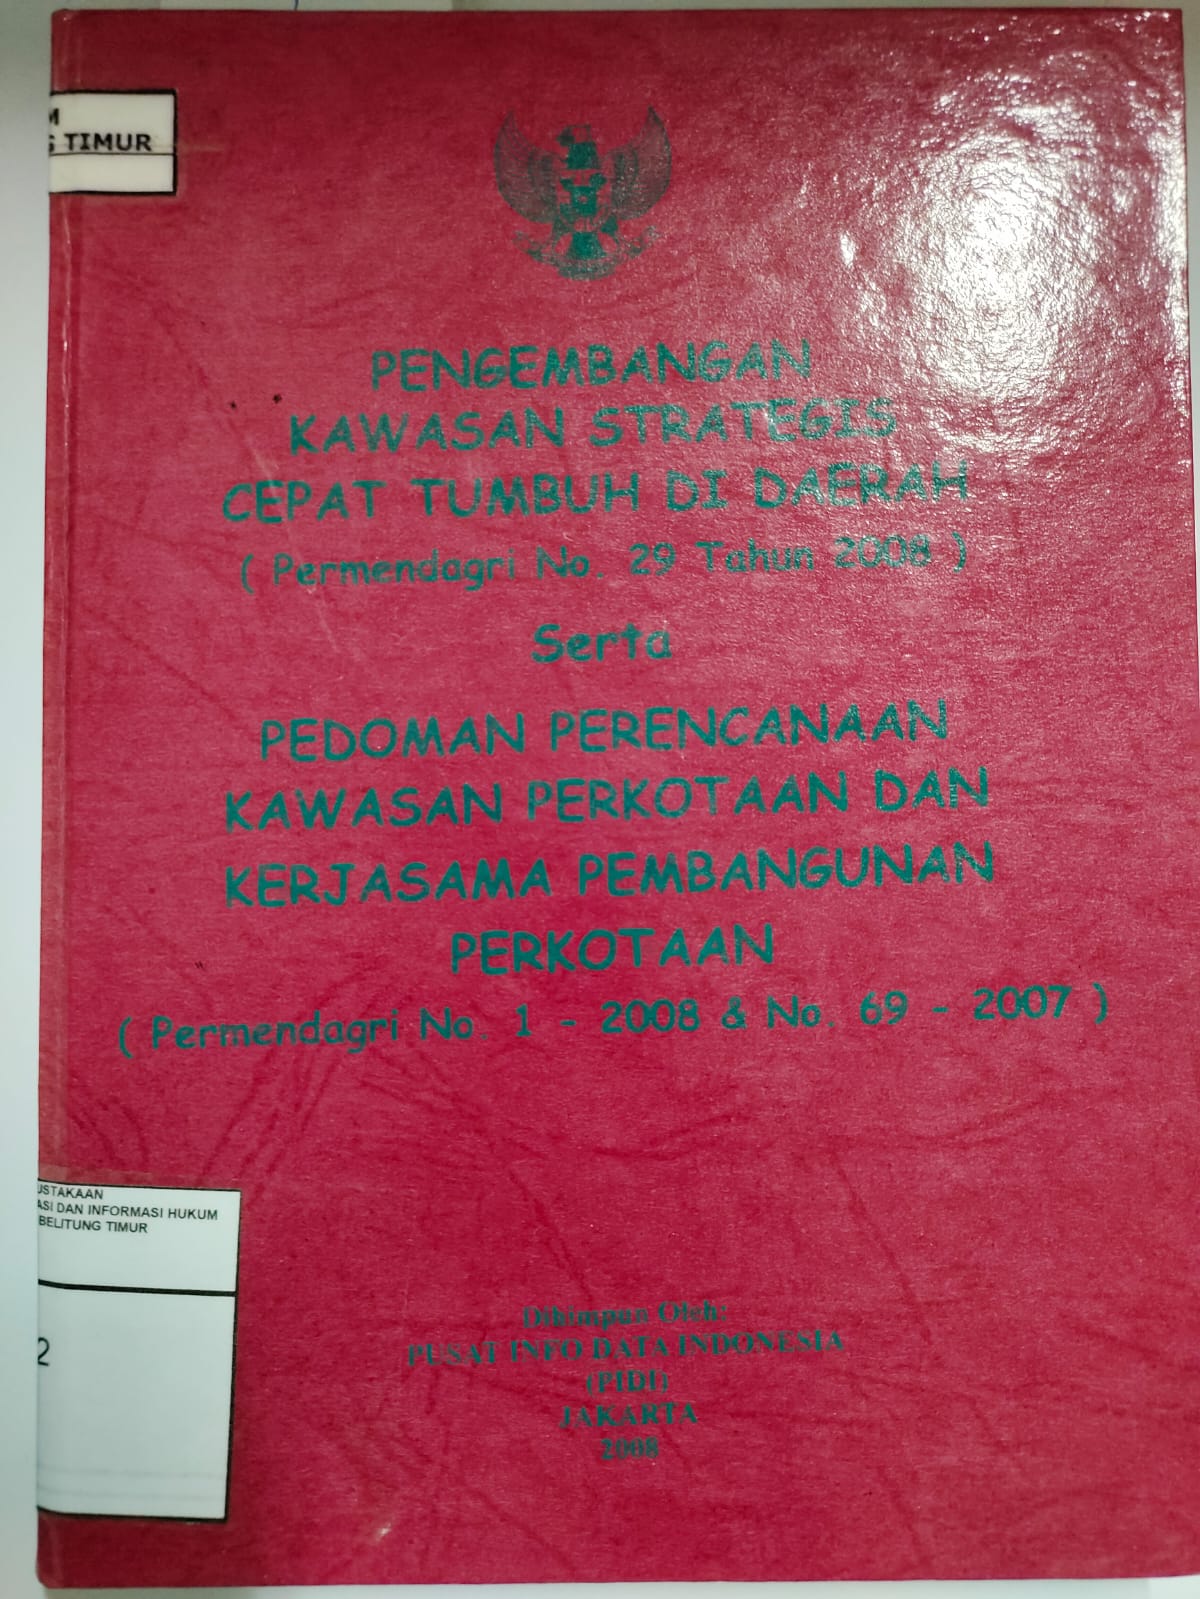 M
G TIMUR
PENGEMBANGAN
KAWASAN STRATEGIS
CEPAT TUMBUH DI DAERAH
( Permendagri No. 29 Tahun 2008 )
Serta
PEDOMAN PERENCANAAN
KAWASAN PERKOTAAN DAN
KERJASAMA PEMBANGUNAN
PERKOTAAN
( Permendagri No. 1 - 2008 & No. 69 - 2007 )
USTAKAAN
ASI DAN INFORMASI HUKUM
BELITUNG TIMUR
2
Dihimpun Oleh:
PUSAT INFO DATA INDONESIA
(PIDI)
JAKARTA
2008